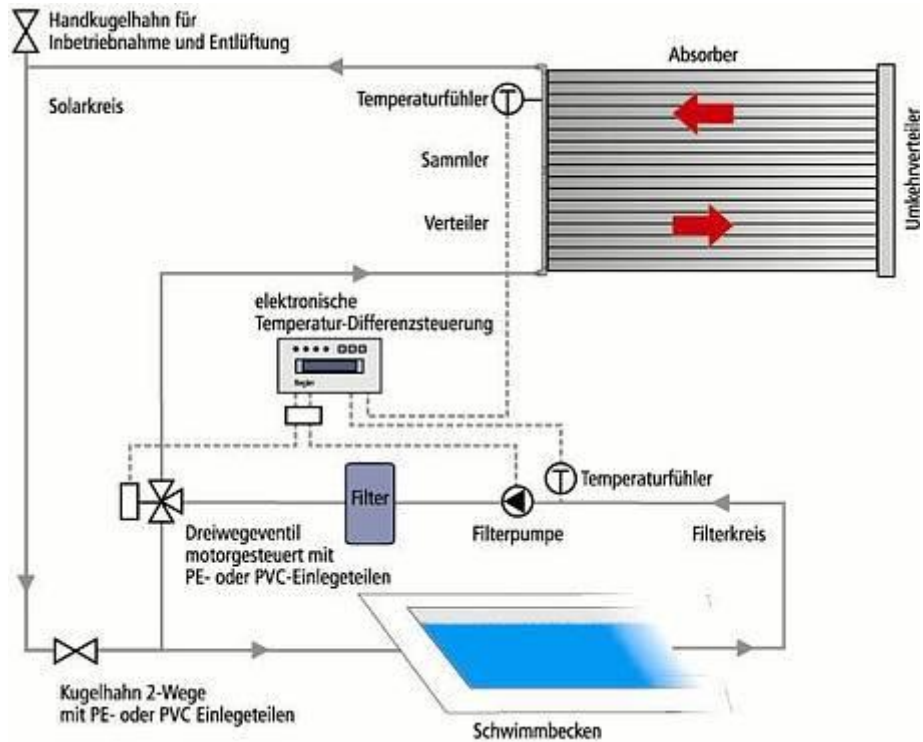 Handkugelhahn für
Inbetriebnahme und Entlüftung
Absorber
Solarkreis
Temperaturfühler
T
Sammler
Verteiler
Umkehrverteiler
elektronische
Temperatur-Differenzsteuerung
Regler
Filter
T
Temperaturfühler
Filterpumpe
Filterkreis
Dreiwegeventil
motorgesteuert mit
PE- oder PVC-Einlegeteilen
Kugelhahn 2-Wege
mit PE- oder PVC Einlegeteilen
Schwimmbecken